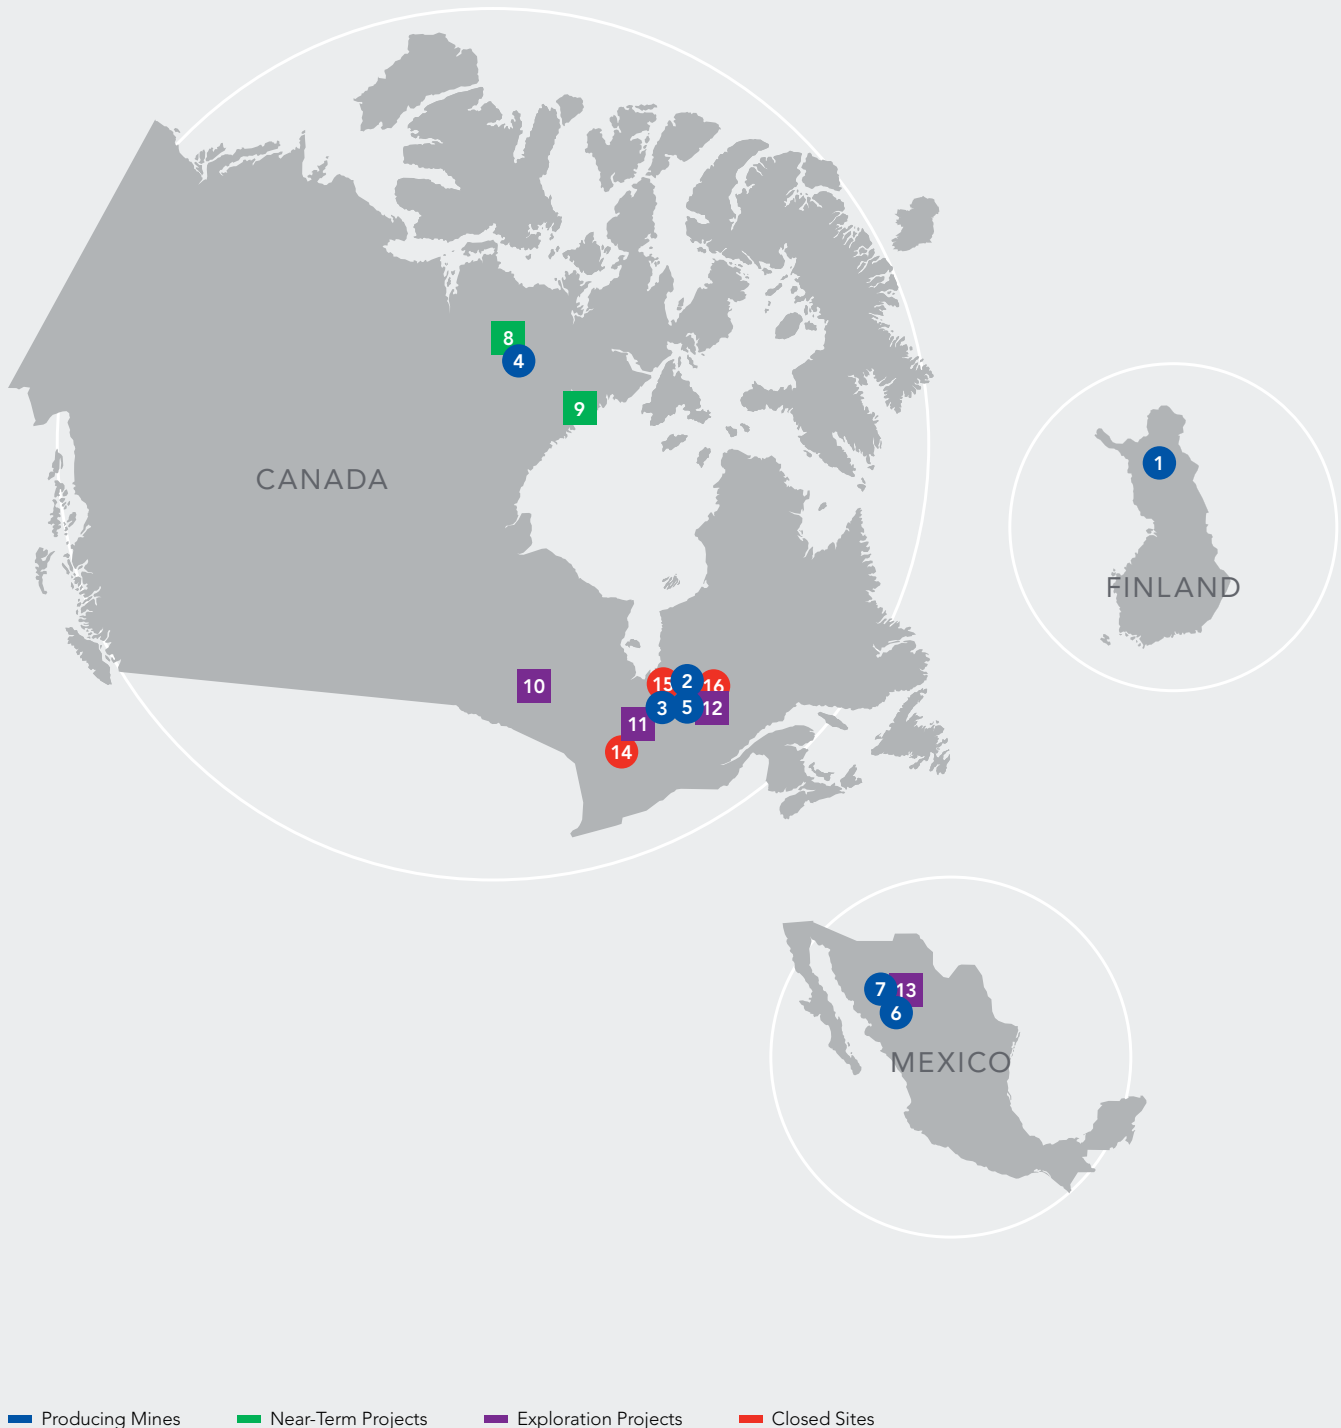 8
4
9
CANADA
1
FINLAND
10
15 2 16
3 5 12
11
14
7 13
6
MEXICO
Producing Mines Near-Term Projects Exploration Projects Closed Sites